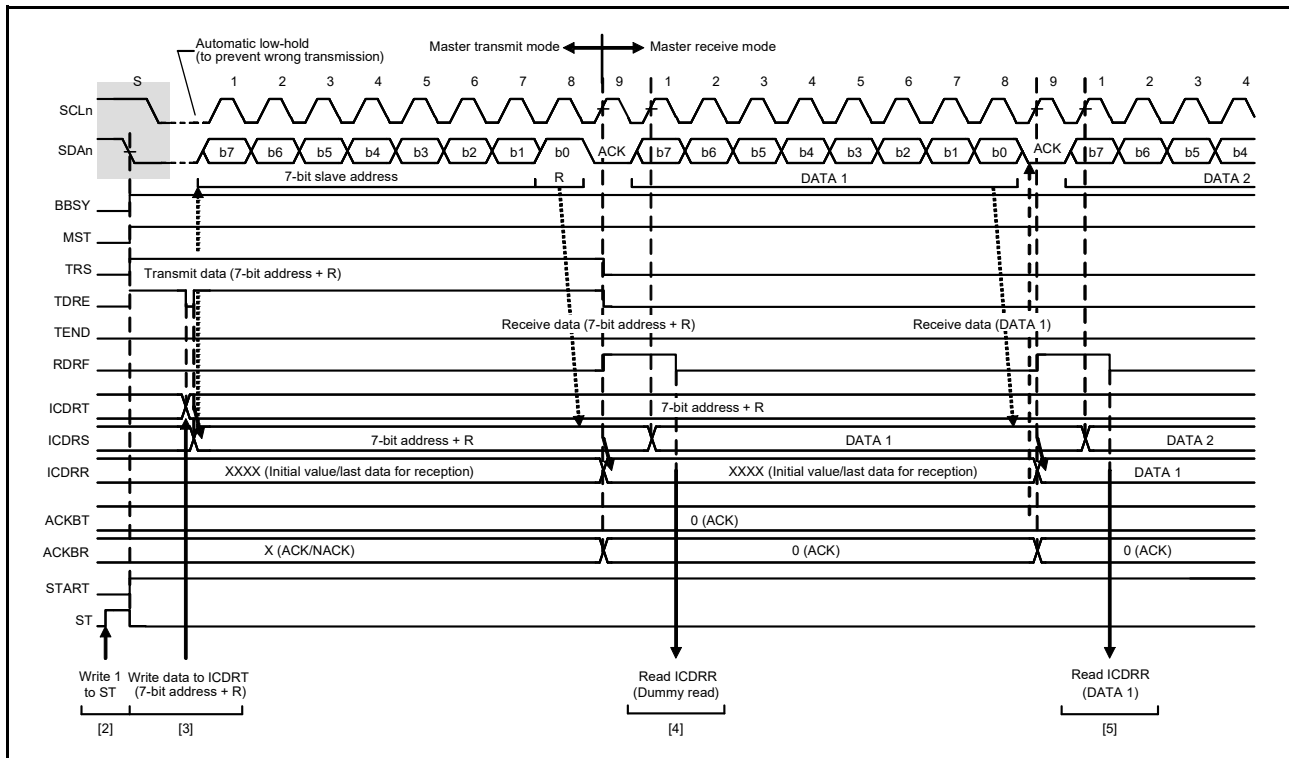 Automatic low-hold
(to prevent wrong transmission)
Master transmit mode
Master receive mode
S 1 2 3 4 5 6 7 8 9 1 2 3 4 5 6 7 8 9 1 2 3 4
SCLn
SDAn b7 b6 b5 b4 b3 b2 b1 b0 ACK b7 b6 b5 b4 b3 b2 b1 b0 ACK b7 b6 b5 b4
7-bit slave address R DATA 1 DATA 2
BBSY
MST
TRS
Transmit data (7-bit address + R)
TDRE
Receive data (7-bit address + R) Receive data (DATA 1)
TEND
RDRF
ICDRT 7-bit address + R
ICDRS 7-bit address + R DATA 1 DATA 2
ICDRR XXXX (Initial value/last data for reception) XXXX (Initial value/last data for reception) DATA 1
ACKBT 0 (ACK)
ACKBR X (ACK/NACK) 0 (ACK) 0 (ACK)
START
ST
Write 1
to ST
Write data to ICDRT
(7-bit address + R)
Read ICDRR
(Dummy read)
Read ICDRR
(DATA 1)
[2] [3] [4] [5]